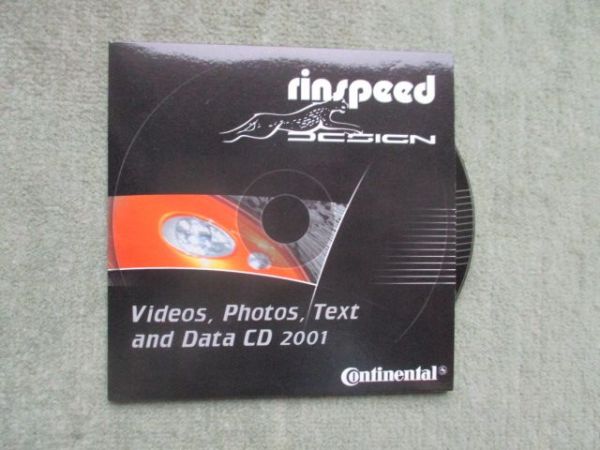 rinspeed
DESIGN
Videos, Photos, Text
and Data CD 2001
Continental